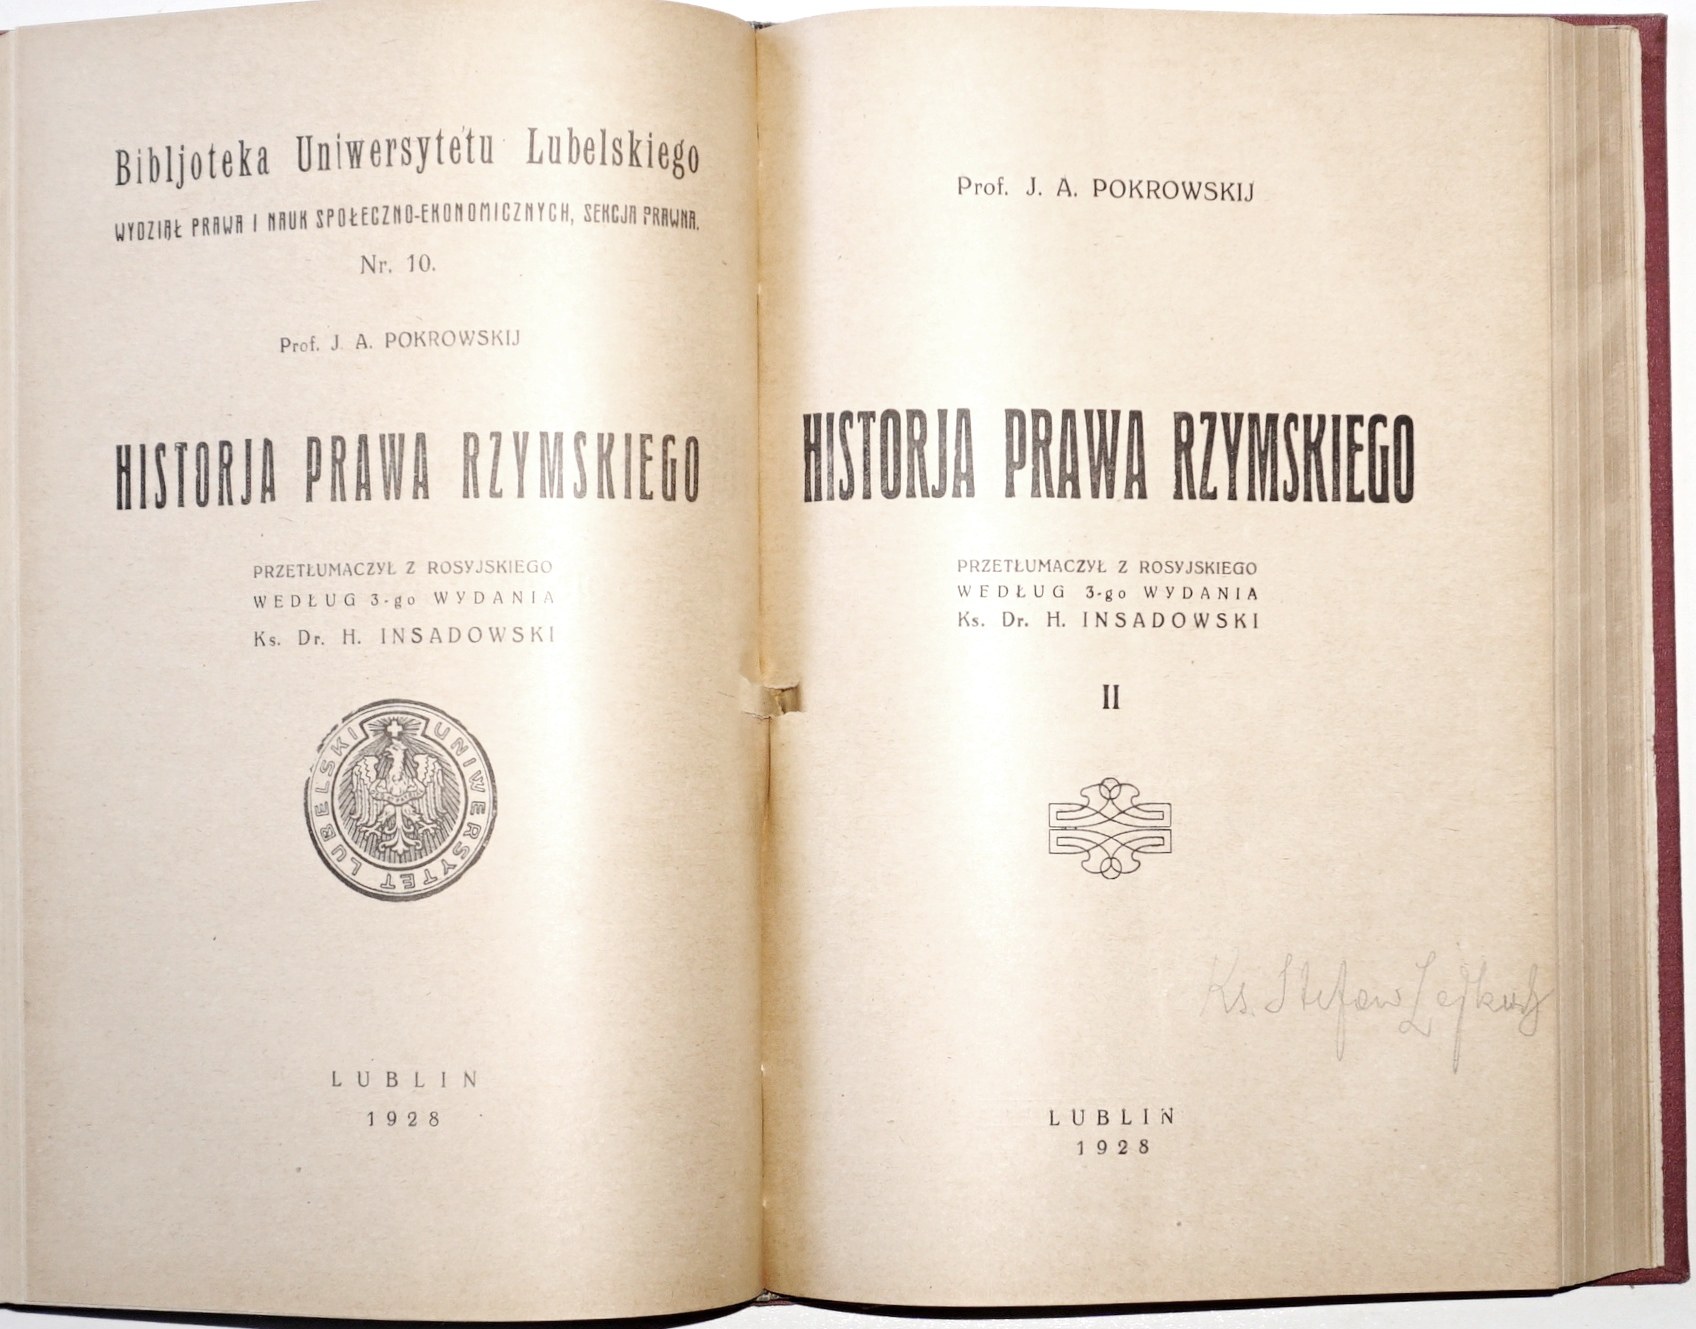 Bibljoteka Uniwersytetu Lubelskiego
WYDZIAŁ PRAWA I NAUK SPOŁECZNO-EKONOMICZNYCH, SEKCJA PRAWNA.
Nr. 10.
Prof. J. A. POKROWSKIJ
HISTORJA PRAWA RZYMSKIEGO
PRZETŁUMACZYŁ Z ROSYJSKIEGO
WEDŁUG 3-go WYDANIA
Ks. Dr. H. INSADOWSKI
UNIWERSYTET LUBELSKI
LUBLIN
1928
Prof. J. A. POKROWSKIJ
HISTORJA PRAWA RZYMSKIEGO
PRZETŁUMACZYŁ Z ROSYJSKIEGO
WEDŁUG 3-go WYDANIA
Ks. Dr. H. INSADOWSKI
II
Ks. Stefan
LUBLIN
1928